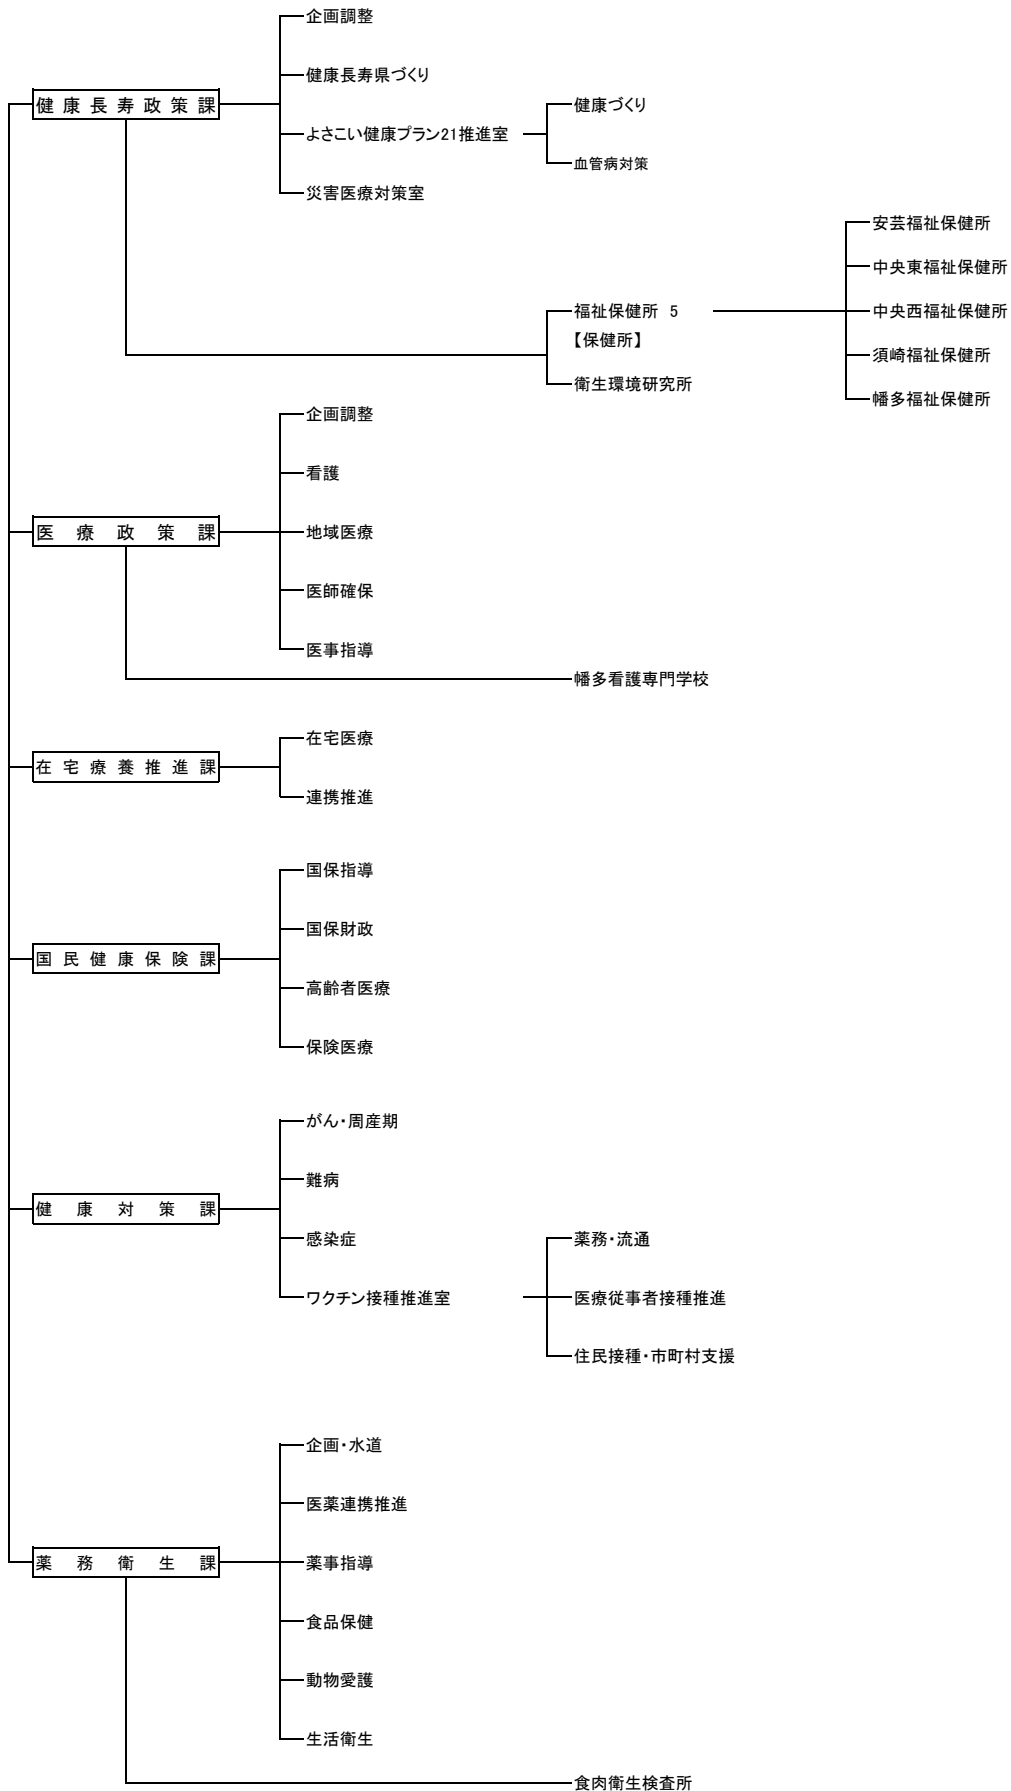 企画調整
健康長寿県づくり
健康長寿政策課
健康づくり
よさこい健康プラン21推進室
血管病対策
災害医療対策室
安芸福祉保健所
中央東福祉保健所
福祉保健所 5
中央西福祉保健所
【保健所】
須崎福祉保健所
衛生環境研究所
幡多福祉保健所
企画調整
看護
医療政策課
地域医療
医師確保
医事指導
幡多看護専門学校
在宅医療
在宅療養推進課
連携推進
国保指導
国保財政
国民健康保険課
高齢者医療
保険医療
がん・周産期
難病
健康対策課
感染症
薬務・流通
ワクチン接種推進室
医療従事者接種推進
住民接種・市町村支援
企画・水道
医薬連携推進
薬務衛生課
薬事指導
食品保健
動物愛護
生活衛生
食肉衛生検査所